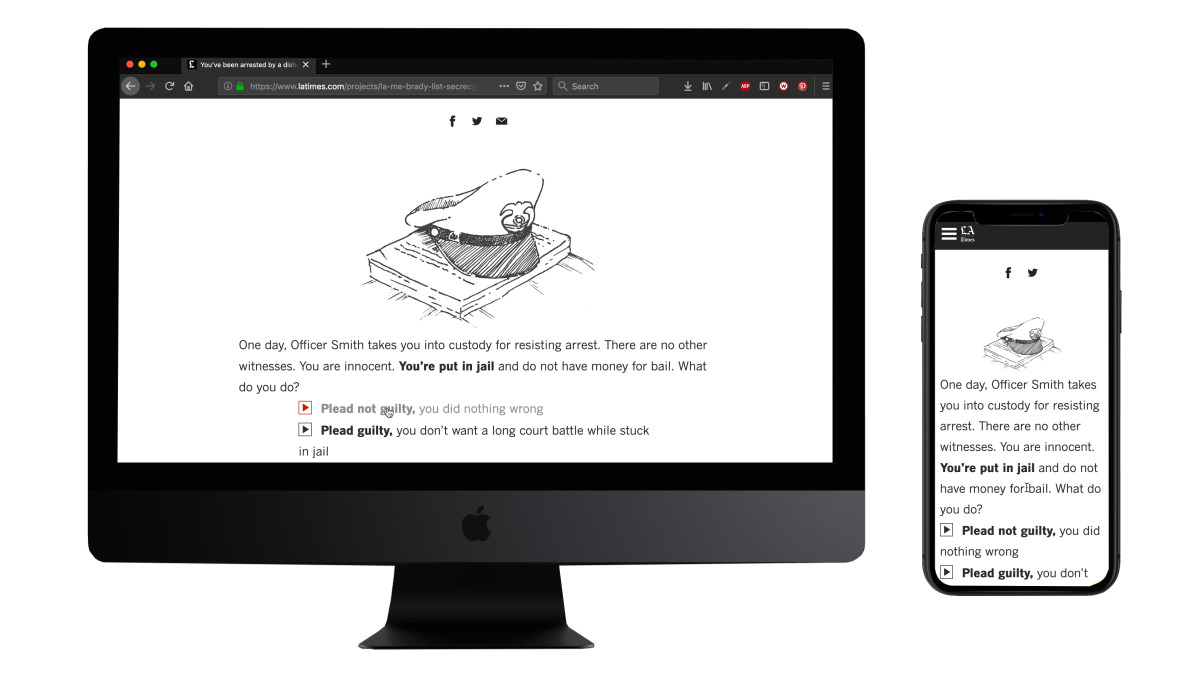 You've been arrested by a dish
https://www.latimes.com/projects/la-me-brady-list-secrecy
Search
ABP
One day, Officer Smith takes you into custody for resisting arrest. There are no other
witnesses. You are innocent. You're put in jail and do not have money for bail. What
do you do?
Plead not guilty, you did nothing wrong
Plead guilty, you don't want a long court battle while stuck
in jail
LA
Times
One day, Officer Smith takes
you into custody for resisting
arrest. There are no other
witnesses. You are innocent.
You're put in jail and do not
have money for bail. What do
you do?
Plead not guilty, you did
nothing wrong
Plead guilty, you don't